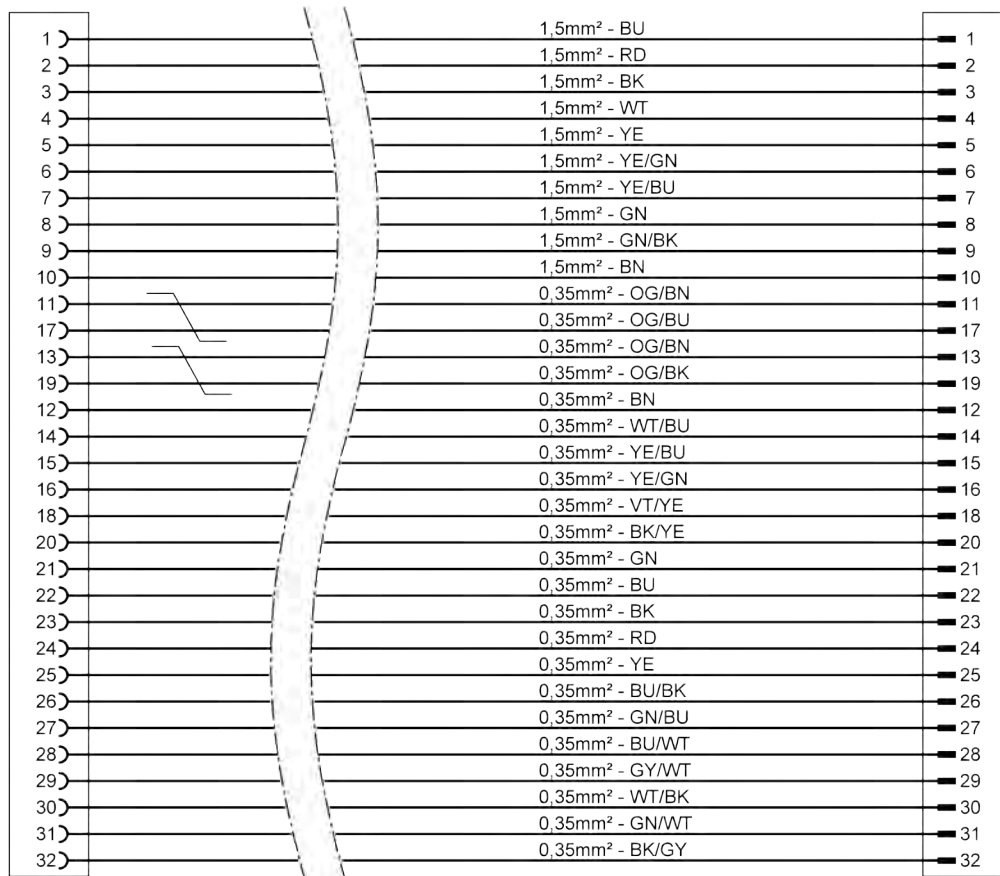 1 1,5mm² - BU 1
2 1,5mm² - RD 2
3 1,5mm² - BK 3
4 1,5mm² - WT 4
5 1,5mm² - YE 5
6 1,5mm² - YE/GN 6
7 1,5mm² - YE/BU 7
8 1,5mm² - GN 8
9 1,5mm² - GN/BK 9
10 1,5mm² - BN 10
11 0,35mm² - OG/BN 11
17 0,35mm² - OG/BU 17
13 0,35mm² - OG/BN 13
19 0,35mm² - OG/BK 19
12 0,35mm² - BN 12
14 0,35mm² - WT/BU 14
15 0,35mm² - YE/BU 15
16 0,35mm² - YE/GN 16
18 0,35mm² - VT/YE 18
20 0,35mm² - BK/YE 20
21 0,35mm² - GN 21
22 0,35mm² - BU 22
23 0,35mm² - BK 23
24 0,35mm² - RD 24
25 0,35mm² - YE 25
26 0,35mm² - BU/BK 26
27 0,35mm² - GN/BU 27
28 0,35mm² - BU/WT 28
29 0,35mm² - GY/WT 29
30 0,35mm² - WT/BK 30
31 0,35mm² - GN/WT 31
32 0,35mm² - BK/GY 32